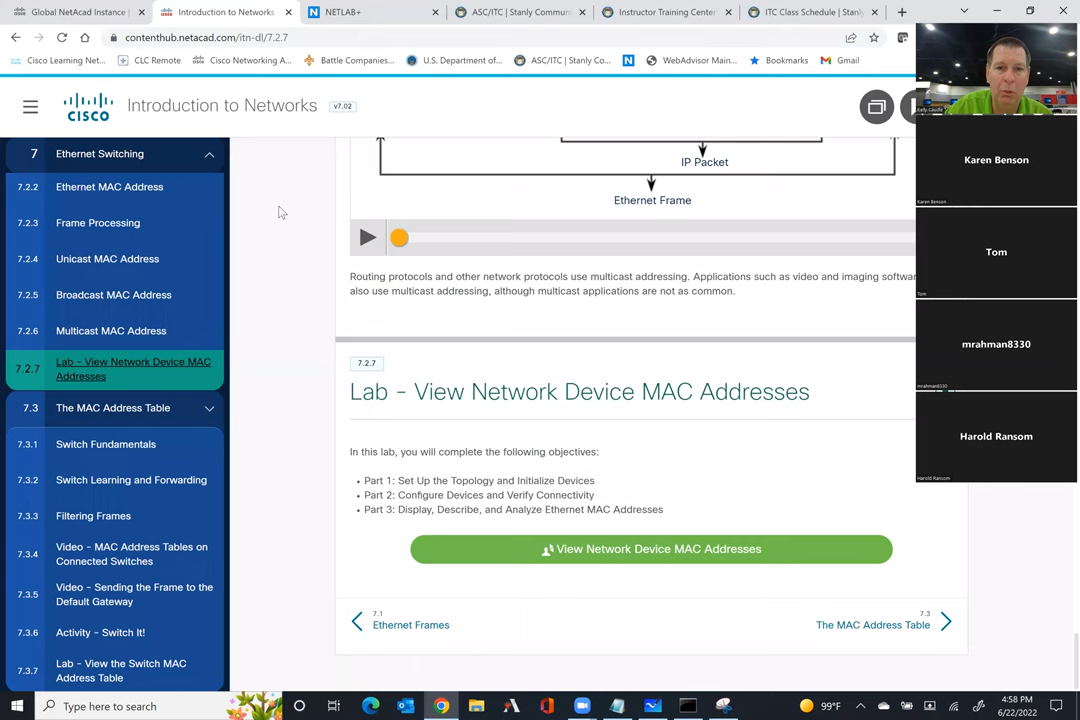 Global NetAcad Instance |
Introduction to Networks
NETLAB+
ASC/ITC | Stanly Commun
Instructor Training Center
ITC Class Schedule | Stanly
contenthub.netacad.com/itn-dl/7.2.7
Cisco Learning Net...
CLC Remote
Cisco Networking A...
Battle Companies...
U.S. Department of...
ASC/ITC | Stanly Co...
WebAdvisor Main...
Bookmarks
Gmail
CISCO
Introduction to Networks
v7.02
7 Ethernet Switching
7.2.2 Ethernet MAC Address
7.2.3 Frame Processing
7.2.4 Unicast MAC Address
7.2.5 Broadcast MAC Address
7.2.6 Multicast MAC Address
7.2.7 Lab - View Network Device MAC
Addresses
7.3 The MAC Address Table
7.3.1 Switch Fundamentals
7.3.2 Switch Learning and Forwarding
7.3.3 Filtering Frames
7.3.4 Video - MAC Address Tables on
Connected Switches
7.3.5 Video - Sending the Frame to the
Default Gateway
7.3.6 Activity - Switch It!
7.3.7 Lab - View the Switch MAC
Address Table
IP Packet
Ethernet Frame
Routing protocols and other network protocols use multicast addressing. Applications such as video and imaging softwa
also use multicast addressing, although multicast applications are not as common.
7.2.7
Lab - View Network Device MAC Addresses
In this lab, you will complete the following objectives:
• Part 1: Set Up the Topology and Initialize Devices
• Part 2: Configure Devices and Verify Connectivity
• Part 3: Display, Describe, and Analyze Ethernet MAC Addresses
View Network Device MAC Addresses
7.1
Ethernet Frames
7.3
The MAC Address Table
Kelly Caudle
Karen Benson
Karen Benson
Tom
Tom
mrahman8330
mrahman8330
Harold Ransom
Harold Ransom
Type here to search
99°F
4:58 PM
6/22/2022